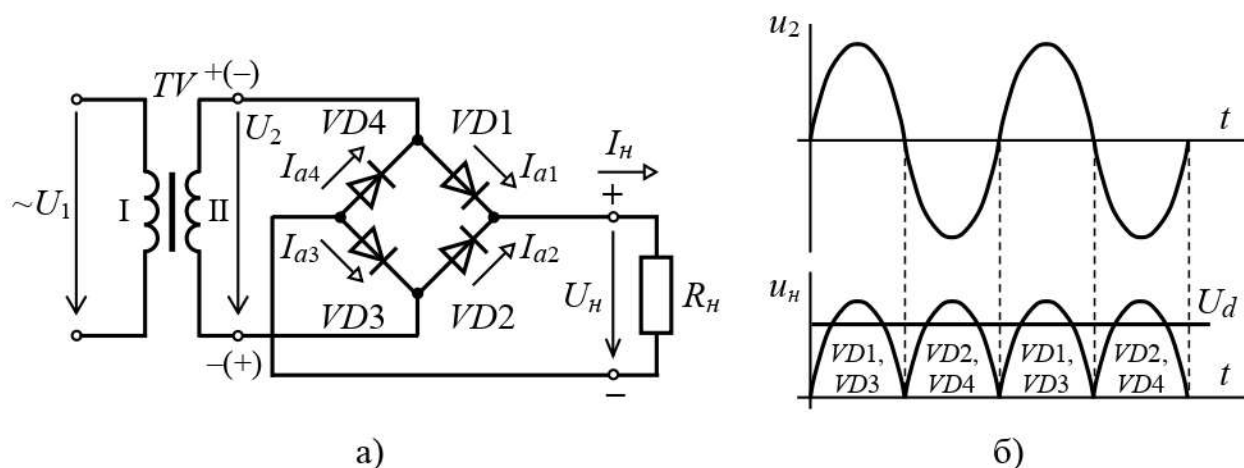 TV +(–)
U₂
VD4 VD1
Iₐ₄ Iₐ₁
Iн
+
~U₁ I II
Iₐ₃ Iₐ₂
Uн Rн
VD3 VD2
–(+)
–
а)
u₂
t
uн
U_d
VD1, VD2, VD1, VD2,
VD3 VD4 VD3 VD4
t
б)